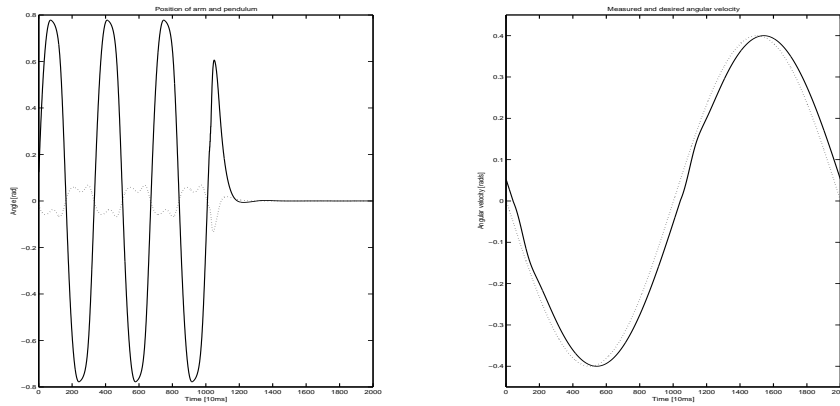 Position of arm and pendulum
0.8
0.6
0.4
0.2
0
−0.2
−0.4
−0.6
−0.8
Angle [rad]
0 200 400 600 800 1000 1200 1400 1600 1800 2000
Time [10ms]
Measured and desired angular velocity
0.4
0.3
0.2
0.1
0
−0.1
−0.2
−0.3
−0.4
Angular velocity [rad/s]
0 200 400 600 800 1000 1200 1400 1600 1800 2000
Time [10ms]